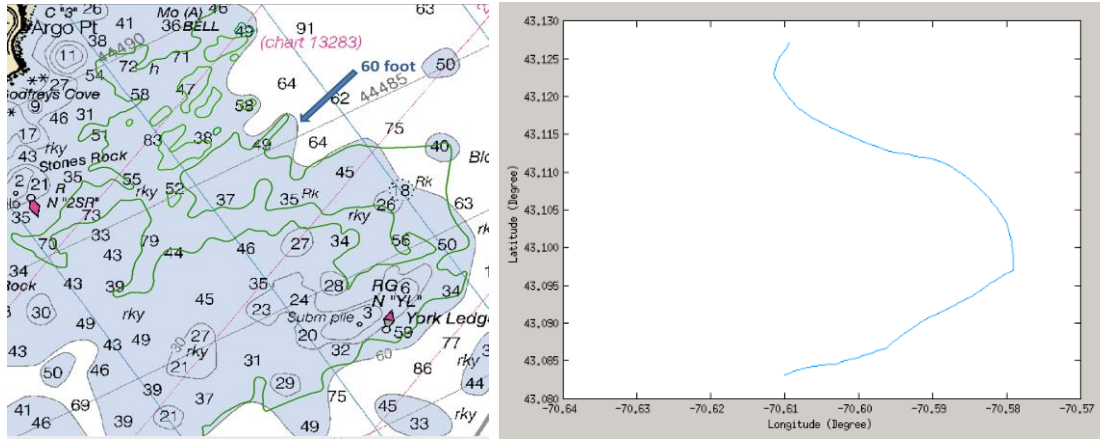 C "3" 26 41 Mo (A) 36 BELL 49 91 63
Argo Pt 38 44490 (chart 13283)
11 54 72 h 71 64 60 foot 50
27 58 47 62 44485
Godfreys Cove
9 46 31 58
17 51 83 38 49 64 75
43 Stones Rock 45 40
2 21 35 55 rky 52 18 Rk
R 37 35 Rk 26 63
N "2SR"
35 73 rky
70 33 79 44 46 27 34 56 50
34 43
Rock 43 39 45 35 24 28 RG 6 34
N "YL"
30 49 rky 23 Subm pile 3 York Ledge
43 49 43 27 30 rky 20 32 59 60 77
50 46 21 31 86 rky
39 39 29 75 44
41 69 37 45
46 33 21 49 33 rky
43.130
43.125
43.120
43.115
43.110
43.105
43.100
43.095
43.090
43.085
43.080
Latitude (Degree)
-70.64 -70.63 -70.62 -70.61 -70.60 -70.59 -70.58 -70.57
Longitude (Degree)